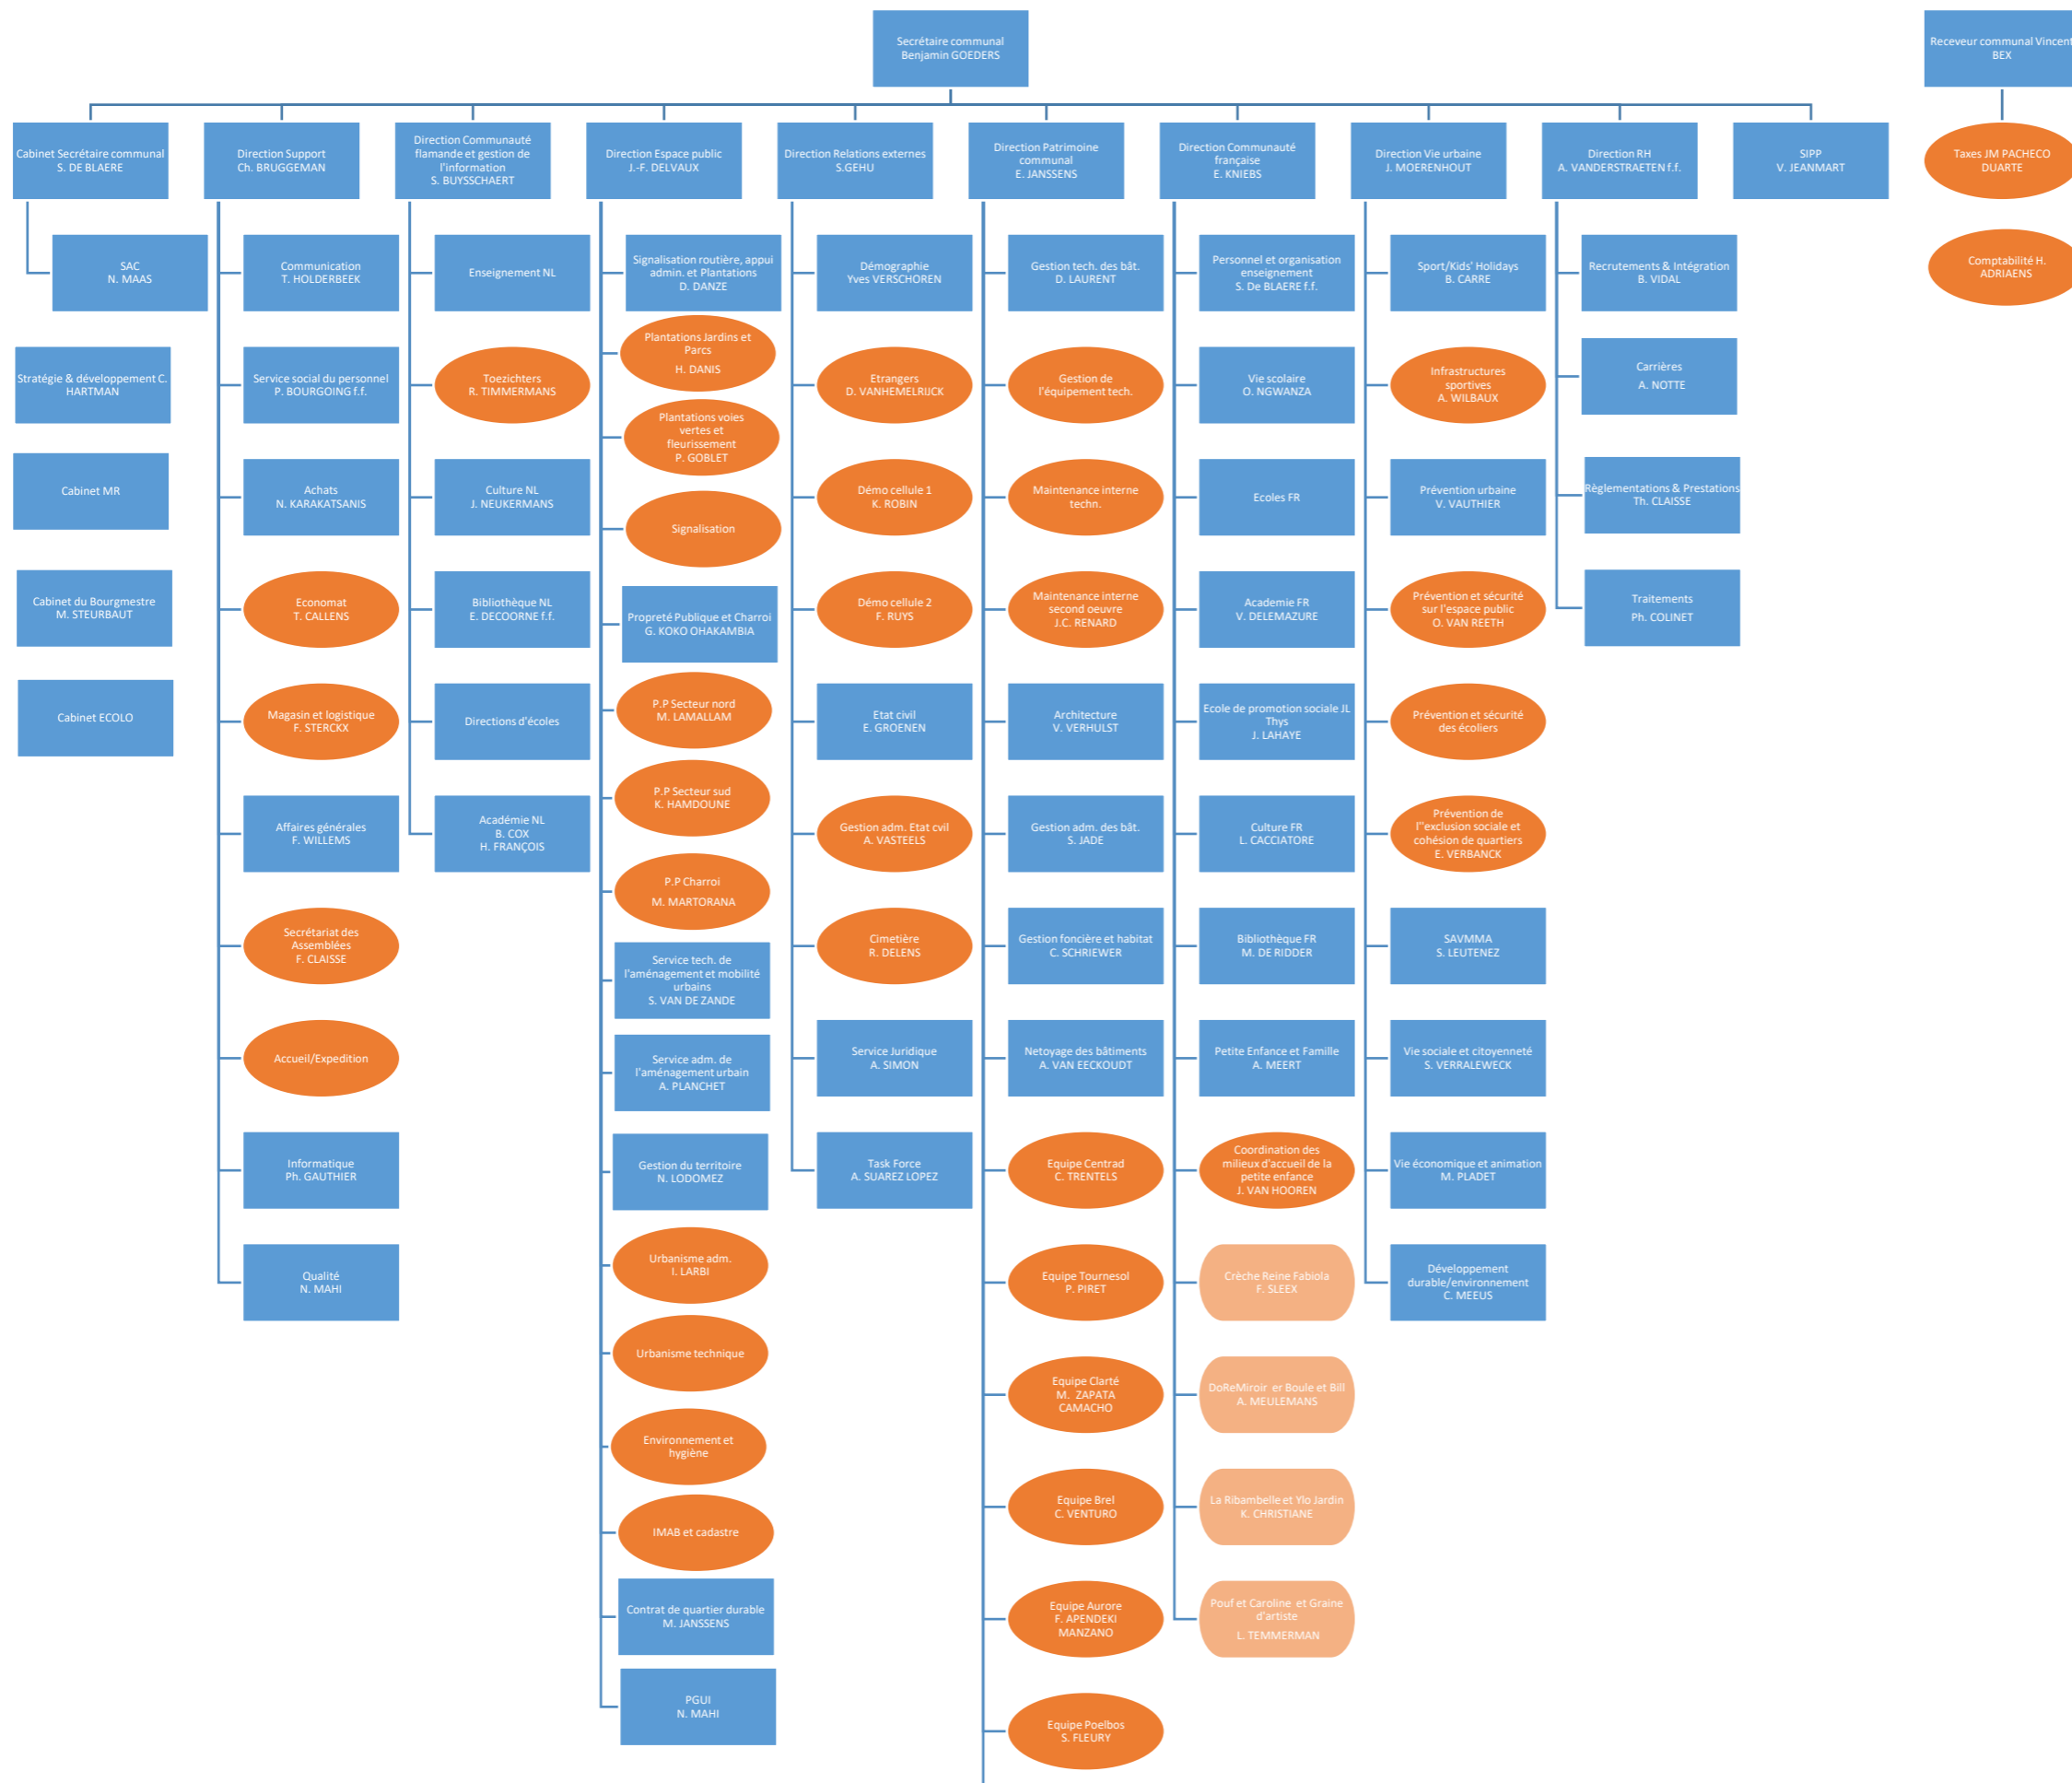 Secrétaire communal
Benjamin GOEDERS
Receveur communal Vincent
BEX
Cabinet Secrétaire communal
S. DE BLAERE
Direction Support
Ch. BRUGGEMAN
Direction Communauté
flamande et gestion de
l'information
S. BUYSSCHAERT
Direction Espace public
J.-F. DELVAUX
Direction Relations externes
S.GEHU
Direction Patrimoine
communal
E. JANSSENS
Direction Communauté
française
E. KNIEBS
Direction Vie urbaine
J. MOERENHOUT
Direction RH
A. VANDERSTRAETEN f.f.
SIPP
V. JEANMART
Taxes JM PACHECO
DUARTE
Comptabilité H.
ADRIAENS
SAC
N. MAAS
Stratégie & développement C.
HARTMAN
Cabinet MR
Cabinet du Bourgmestre
M. STEURBAUT
Cabinet ECOLO
Communication
T. HOLDERBEEK
Service social du personnel
P. BOURGOING f.f.
Achats
N. KARAKATSANIS
Economat
T. CALLENS
Magasin et logistique
F. STERCKX
Affaires générales
F. WILLEMS
Secrétariat des
Assemblées
F. CLAISSE
Accueil/Expedition
Informatique
Ph. GAUTHIER
Qualité
N. MAHI
Enseignement NL
Toezichters
R. TIMMERMANS
Culture NL
J. NEUKERMANS
Bibliothèque NL
E. DECOORNE f.f.
Directions d'écoles
Académie NL
B. COX
H. FRANÇOIS
Signalisation routière, appui
admin. et Plantations
D. DANZE
Plantations Jardins et
Parcs
H. DANIS
Plantations voies
vertes et
fleurissement
P. GOBLET
Signalisation
Propreté Publique et Charroi
G. KOKO OHAKAMBIA
P.P Secteur nord
M. LAMALLAM
P.P Secteur sud
K. HAMDOUNE
P.P Charroi
M. MARTORANA
Service tech. de
l'aménagement et mobilité
urbains
S. VAN DE ZANDE
Service adm. de
l'aménagement urbain
A. PLANCHET
Gestion du territoire
N. LODOMEZ
Urbanisme adm.
I. LARBI
Urbanisme technique
Environnement et
hygiène
IMAB et cadastre
Contrat de quartier durable
M. JANSSENS
PGUI
N. MAHI
Démographie
Yves VERSCHOREN
Etrangers
D. VANHEMELRIJCK
Démo cellule 1
K. ROBIN
Démo cellule 2
F. RUYS
Etat civil
E. GROENEN
Gestion adm. Etat cvil
A. VASTEELS
Cimetière
R. DELENS
Service Juridique
A. SIMON
Task Force
A. SUAREZ LOPEZ
Gestion tech. des bât.
D. LAURENT
Gestion de
l'équipement tech.
Maintenance interne
techn.
Maintenance interne
second oeuvre
J.C. RENARD
Architecture
V. VERHULST
Gestion adm. des bât.
S. JADE
Gestion foncière et habitat
C. SCHRIEWER
Netoyage des bâtiments
A. VAN EECKOUDT
Equipe Centrad
C. TRENTELS
Equipe Tournesol
P. PIRET
Equipe Clarté
M.  ZAPATA
CAMACHO
Equipe Brel
C. VENTURO
Equipe Aurore
F. APENDEKI
MANZANO
Equipe Poelbos
S. FLEURY
Personnel et organisation
enseignement
S. De BLAERE f.f.
Vie scolaire
O. NGWANZA
Ecoles FR
Academie FR
V. DELEMAZURE
Ecole de promotion sociale JL
Thys
J. LAHAYE
Culture FR
L. CACCIATORE
Bibliothèque FR
M. DE RIDDER
Petite Enfance et Famille
A. MEERT
Coordination des
milieux d'accueil de la
petite enfance
J. VAN HOOREN
Crèche Reine Fabiola
F. SLEEX
DoReMiroir  er Boule et Bill
A. MEULEMANS
La Ribambelle et Ylo Jardin
K. CHRISTIANE
Pouf et Caroline  et Graine
d'artiste
L. TEMMERMAN
Sport/Kids' Holidays
B. CARRE
Infrastructures
sportives
A. WILBAUX
Prévention urbaine
V. VAUTHIER
Prévention et sécurité
sur l'espace public
O. VAN REETH
Prévention et sécurité
des écoliers
Prévention de
l''exclusion sociale et
cohésion de quartiers
E. VERBANCK
SAVMMA
S. LEUTENEZ
Vie sociale et citoyenneté
S. VERRALEWECK
Vie économique et animation
M. PLADET
Développement
durable/environnement
C. MEEUS
Recrutements & Intégration
B. VIDAL
Carrières
A. NOTTE
Règlementations & Prestations
Th. CLAISSE
Traitements
Ph. COLINET